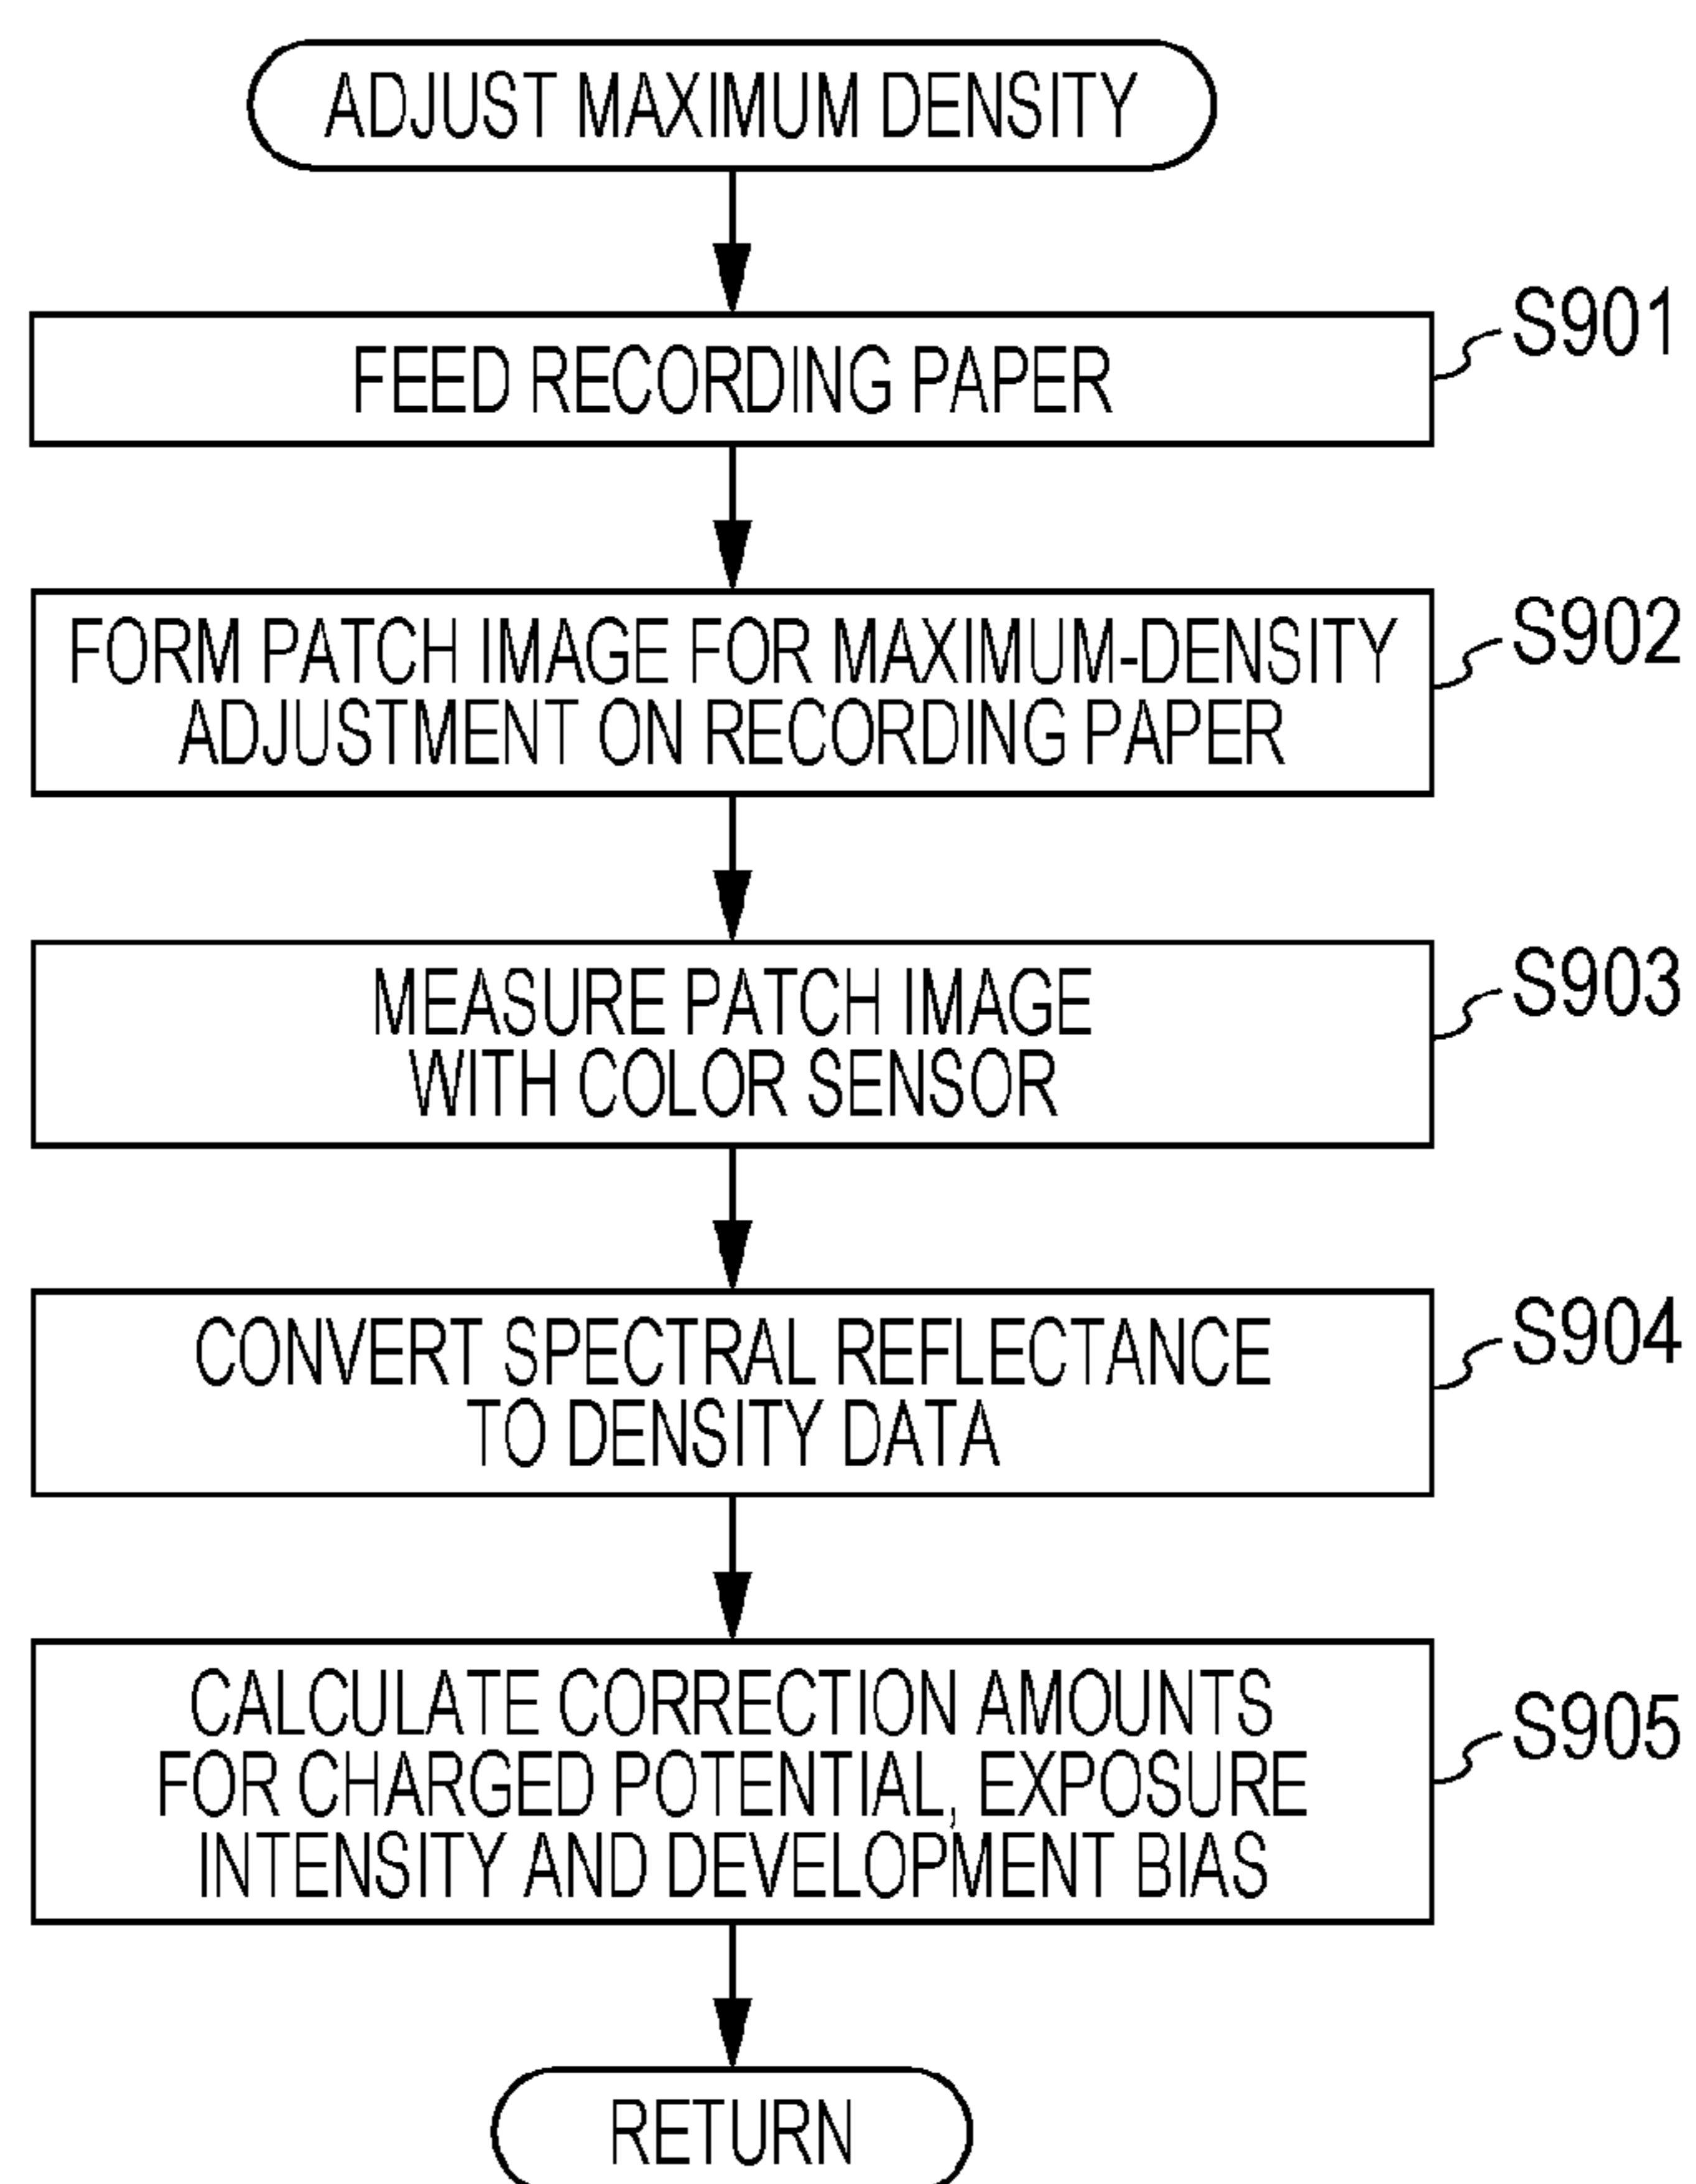 ADJUST MAXIMUM DENSITY
FEED RECORDING PAPER
S901
FORM PATCH IMAGE FOR MAXIMUM-DENSITY
ADJUSTMENT ON RECORDING PAPER
S902
MEASURE PATCH IMAGE
WITH COLOR SENSOR
S903
CONVERT SPECTRAL REFLECTANCE
TO DENSITY DATA
S904
CALCULATE CORRECTION AMOUNTS
FOR CHARGED POTENTIAL, EXPOSURE
INTENSITY AND DEVELOPMENT BIAS
S905
RETURN